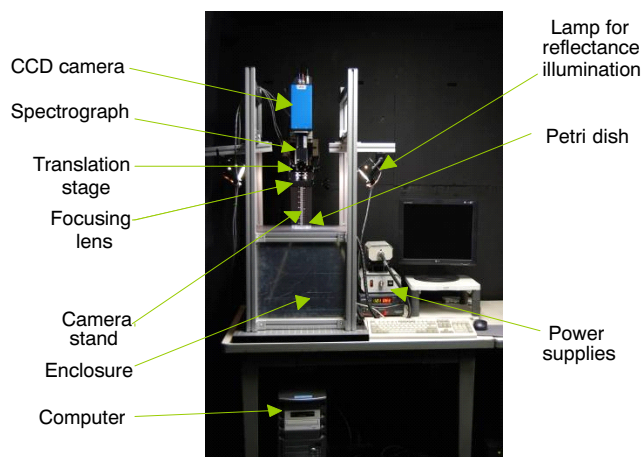 CCD camera
Spectrograph
Translation
stage
Focusing
lens
Camera
stand
Enclosure
Computer
Lamp for
reflectance
illumination
Petri dish
Power
supplies